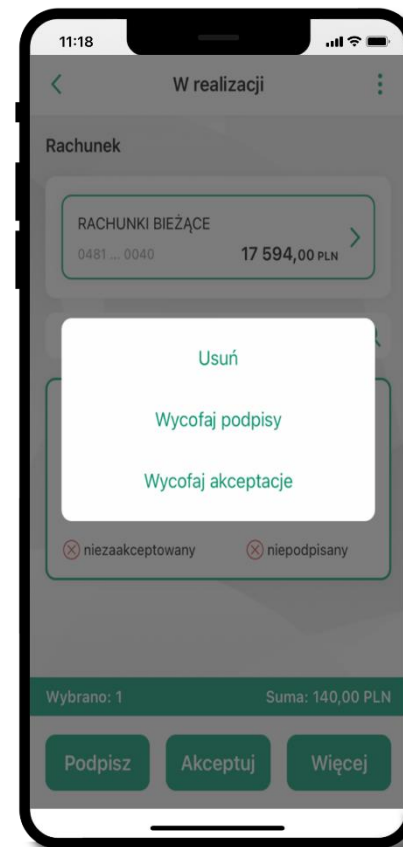 11:18
W realizacji
Rachunek
RACHUNKI BIEŻĄCE
0481 ... 0040 17 594,00 PLN
Usuń
Wycofaj podpisy
Wycofaj akceptacje
niezaakceptowany niepodpisany
Wybrano: 1 Suma: 140,00 PLN
Podpisz Akceptuj Więcej